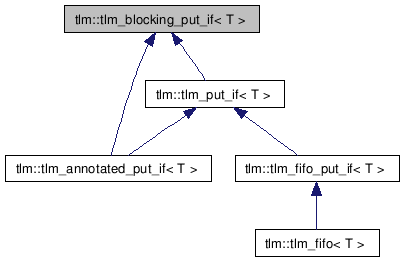 tlm::tlm_blocking_put_if< T >
tlm::tlm_put_if< T >
tlm::tlm_annotated_put_if< T >
tlm::tlm_fifo_put_if< T >
tlm::tlm_fifo< T >